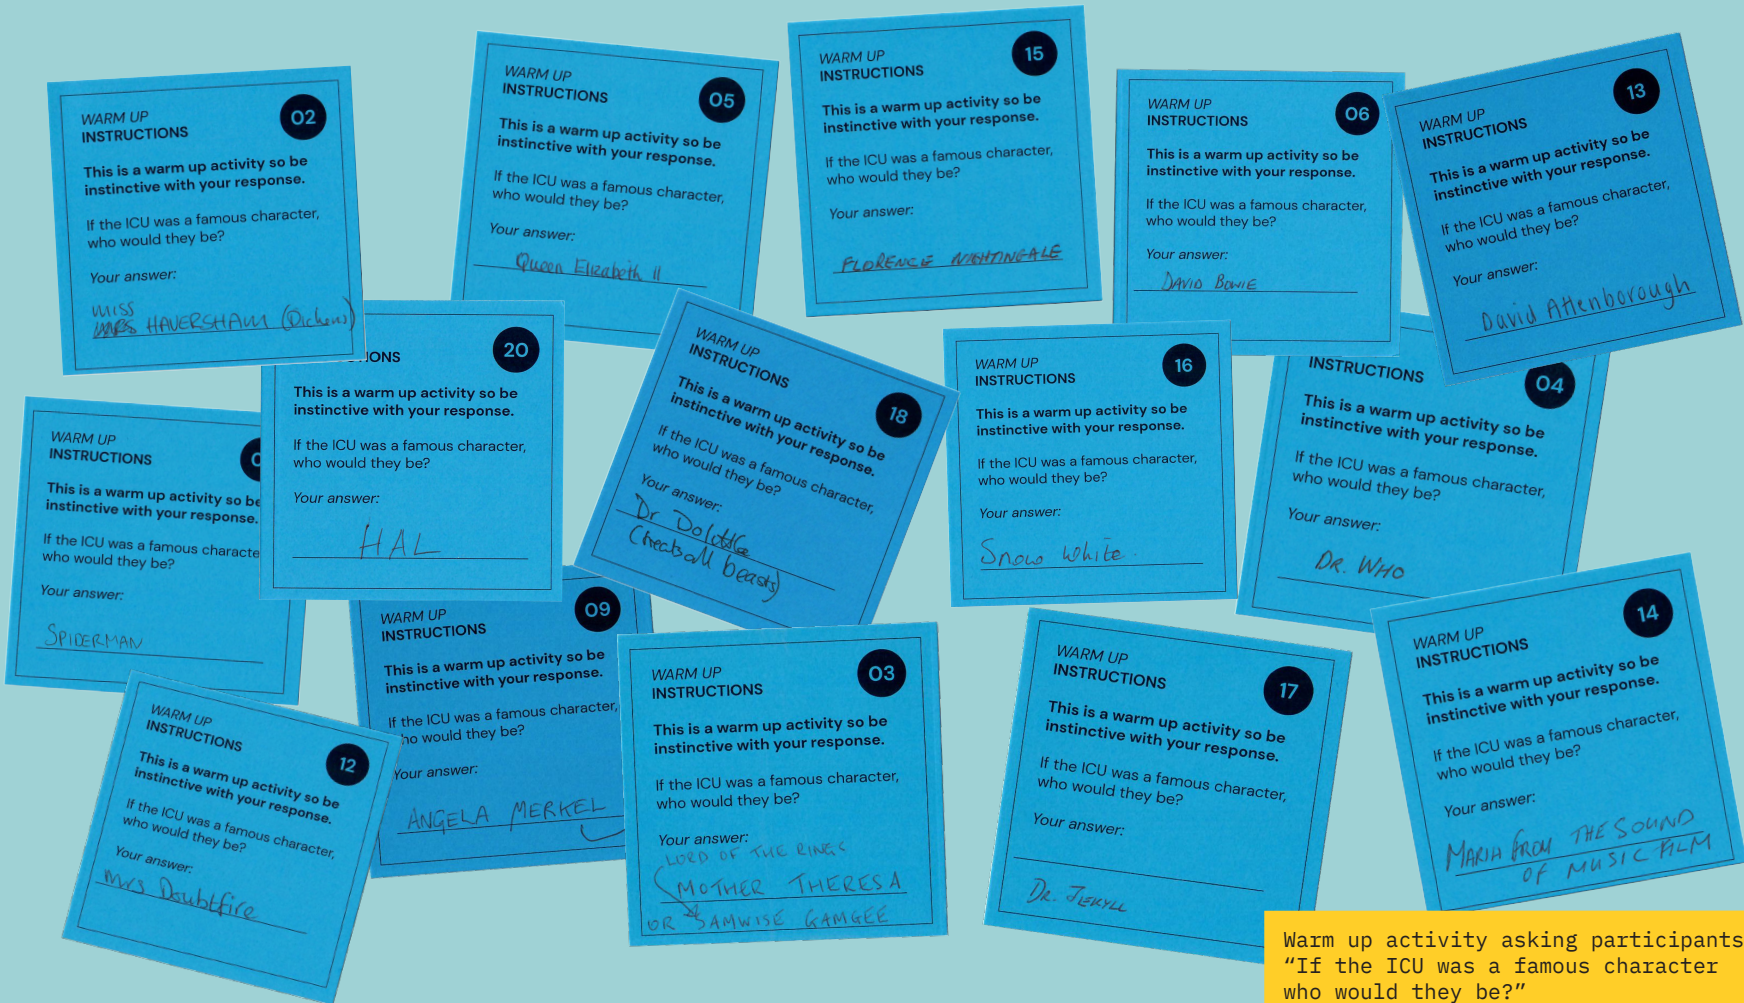 WARM UP
INSTRUCTIONS
02
This is a warm up activity so be
instinctive with your response.
If the ICU was a famous character,
who would they be?
Your answer:
MISS
MRS HAVERSHAM (Dickens)
WARM UP
INSTRUCTIONS
05
This is a warm up activity so be
instinctive with your response.
If the ICU was a famous character,
who would they be?
Your answer:
Queen Elizabeth II
WARM UP
INSTRUCTIONS
15
This is a warm up activity so be
instinctive with your response.
If the ICU was a famous character,
who would they be?
Your answer:
FLORENCE NIGHTINGALE
WARM UP
INSTRUCTIONS
06
This is a warm up activity so be
instinctive with your response.
If the ICU was a famous character,
who would they be?
Your answer:
DAVID BOWIE
WARM UP
INSTRUCTIONS
13
This is a warm up activity so be
instinctive with your response.
If the ICU was a famous character,
who would they be?
Your answer:
David Attenborough
WARM UP
INSTRUCTIONS
This is a warm up activity so be
instinctive with your response.
If the ICU was a famous characte
who would they be?
Your answer:
SPIDERMAN
IONS
20
This is a warm up activity so be
instinctive with your response.
If the ICU was a famous character,
who would they be?
Your answer:
HAL
WARM UP
INSTRUCTIONS
18
This is a warm up activity so be
instinctive with your response.
If the ICU was a famous character,
who would they be?
Your answer:
Dr Dolittle
(treats all beasts)
WARM UP
INSTRUCTIONS
16
This is a warm up activity so be
instinctive with your response.
If the ICU was a famous character,
who would they be?
Your answer:
Snow White.
INSTRUCTIONS
04
This is a warm up activity so be
instinctive with your response.
If the ICU was a famous character,
who would they be?
Your answer:
DR. WHO
WARM UP
INSTRUCTIONS
12
This is a warm up activity so be
instinctive with your response.
If the ICU was a famous character,
who would they be?
Your answer:
Mrs Doubtfire
WARM UP
INSTRUCTIONS
09
This is a warm up activity so be
instinctive with your response.
If the ICU was a famous character,
who would they be?
Your answer:
ANGELA MERKEL
WARM UP
INSTRUCTIONS
03
This is a warm up activity so be
instinctive with your response.
If the ICU was a famous character,
who would they be?
Your answer:
LORD OF THE RINGS
MOTHER THERESA
OR SAMWISE GAMGEE
WARM UP
INSTRUCTIONS
17
This is a warm up activity so be
instinctive with your response.
If the ICU was a famous character,
who would they be?
Your answer:
DR. JEKYLL
WARM UP
INSTRUCTIONS
14
This is a warm up activity so be
instinctive with your response.
If the ICU was a famous character,
who would they be?
Your answer:
MARIA FROM THE SOUND
OF MUSIC FILM
Warm up activity asking participants
“If the ICU was a famous character
who would they be?”